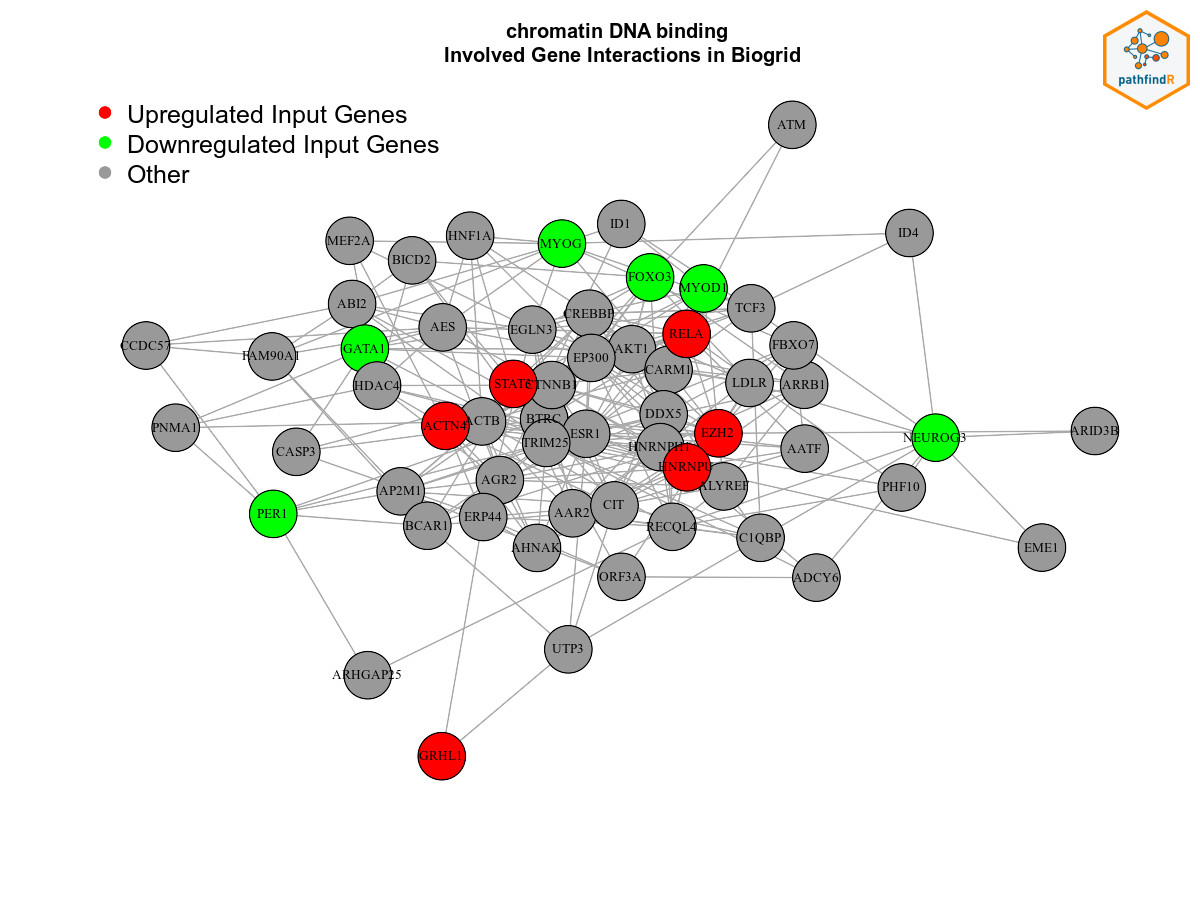 chromatin DNA binding
Involved Gene Interactions in Biogrid
pathfindR
Upregulated Input Genes
Downregulated Input Genes
Other
ATM
ID1
ID4
HNF1A
MEF2A
MYOG
BICD2
FOXO3
MYOD1
ABI2
TCF3
CREBBP
AES
EGLN3
RELA
CCDC57
FAM90A1
GATA1
AKT1
FBXO7
EP300
CARM1
HDAC4
STAT3
CTNNB1
LDLR
ARRB1
DDX5
PNMA1
ACTN4
ACTB
BTRC
ESR1
EZH2
NEUROG3
ARID3B
TRIM25
HNRNPH1
CASP3
AATF
HNRNPU
AGR2
ALYREF
PHF10
AP2M1
CIT
PER1
ERP44
AAR2
BCAR1
RECQL4
C1QBP
AHNAK
EME1
ORF3A
ADCY6
UTP3
ARHGAP25
GRHL1